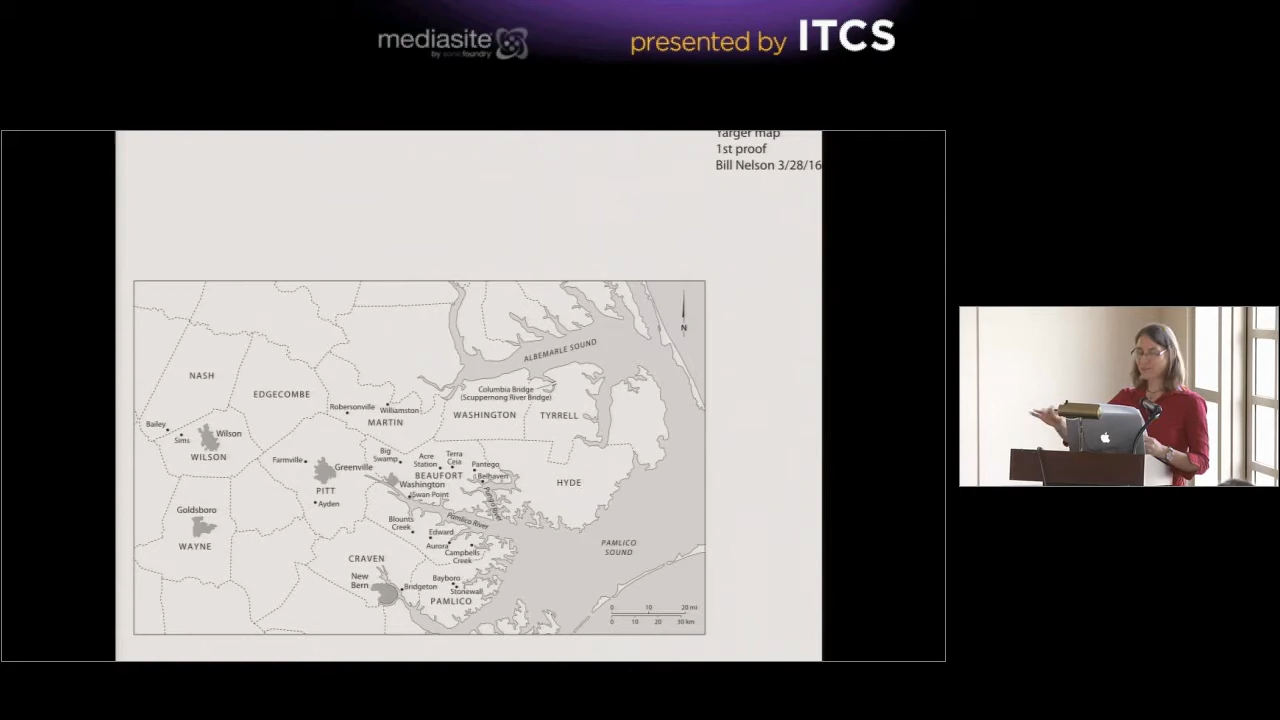 mediasite
by sonicfoundry
presented by ITCS
Yarger map
1st proof
Bill Nelson 3/28/16
N
ALBEMARLE SOUND
NASH
EDGECOMBE
Columbia Bridge
(Scuppernong River Bridge)
Robersonville
Williamston
WASHINGTON
TYRRELL
MARTIN
Bailey
Sims
Wilson
WILSON
Farmville
Greenville
PITT
Ayden
Big
Swamp
Acre
Station
Terra
Ceia
Pantego
Belhaven
BEAUFORT
Washington
Swan Point
Pungo River
HYDE
Goldsboro
WAYNE
Blounts
Creek
Pamlico River
Edward
Aurora
Campbells
Creek
PAMLICO
SOUND
CRAVEN
New
Bern
Bridgeton
Bayboro
Stonewall
PAMLICO
0 10 20 mi
0 10 20 30 km